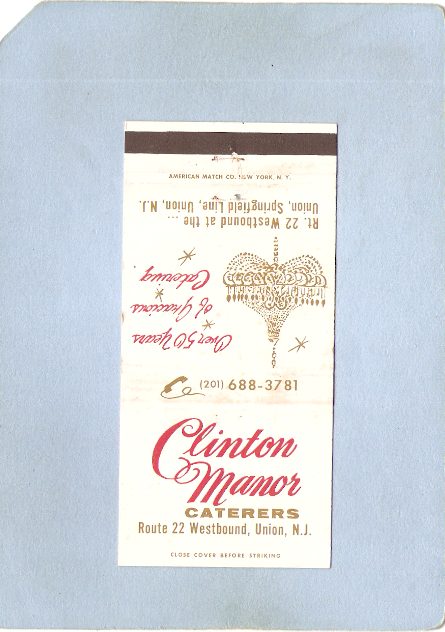 AMERICAN MATCH CO. NEW YORK, N.Y.
Rt. 22 Westbound at the ...
Union, Springfield Line, Union, N.J.
Over 50 Years
of Gracious
Catering
(201) 688-3781
Clinton
Manor
CATERERS
Route 22 Westbound, Union, N.J.
CLOSE COVER BEFORE STRIKING